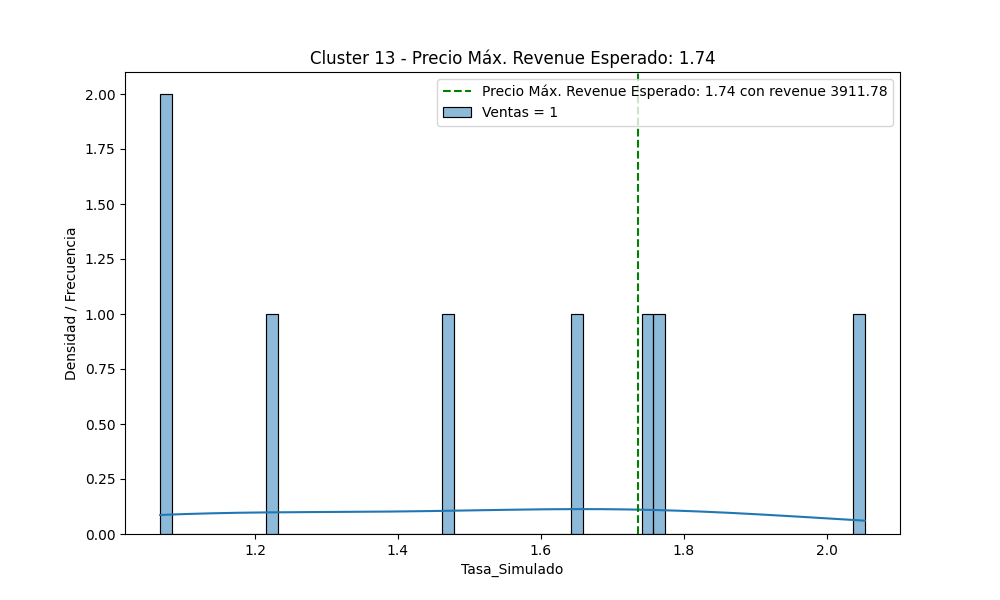 Cluster 13 - Precio Máx. Revenue Esperado: 1.74
Precio Máx. Revenue Esperado: 1.74 con revenue 3911.78
Ventas = 1
Densidad / Frecuencia
2.00
1.75
1.50
1.25
1.00
0.75
0.50
0.25
0.00
1.2 1.4 1.6 1.8 2.0
Tasa_Simulado